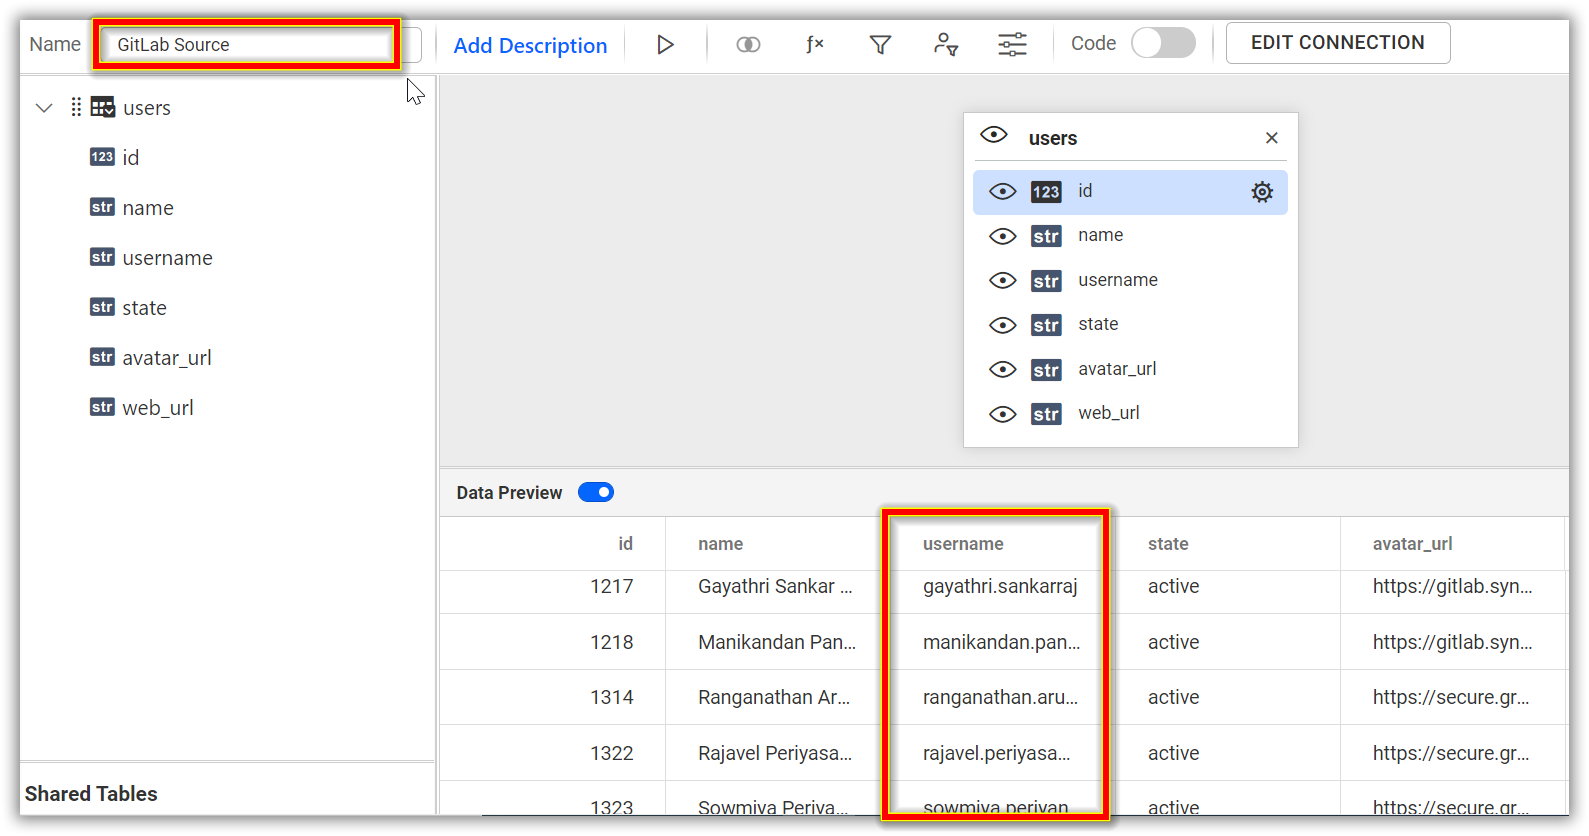 Name GitLab Source Add Description fx Code EDIT CONNECTION
users
123 id
str name
str username
str state
str avatar_url
str web_url
Shared Tables
users
123 id
str name
str username
str state
str avatar_url
str web_url
Data Preview
id name username state avatar_url
1217 Gayathri Sankar ... gayathri.sankarraj active https://gitlab.syn...
1218 Manikandan Pan... manikandan.pan... active https://gitlab.syn...
1314 Ranganathan Ar... ranganathan.aru... active https://secure.gr...
1322 Rajavel Periyasa... rajavel.periyasa... active https://secure.gr...
1323 Sowmiya Periya... sowmiya.periyan active https://secure.gr...